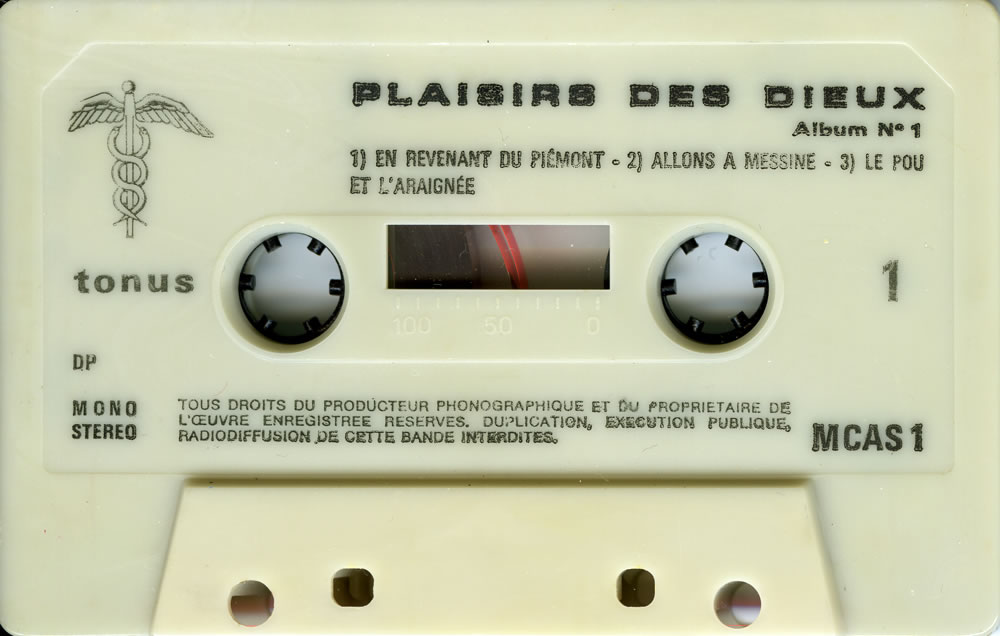 PLAISIRS DES DIEUX
Album Nº 1
1) EN REVENANT DU PIÉMONT - 2) ALLONS A MESSINE - 3) LE POU
ET L'ARAIGNÉE
tonus
1
100 50 0
DP
MONO
STEREO
TOUS DROITS DU PRODUCTEUR PHONOGRAPHIQUE ET DU PROPRIETAIRE DE
L'ŒUVRE ENREGISTREE RESERVES. DUPLICATION, EXECUTION PUBLIQUE,
RADIODIFFUSION DE CETTE BANDE INTERDITES.
MCAS 1